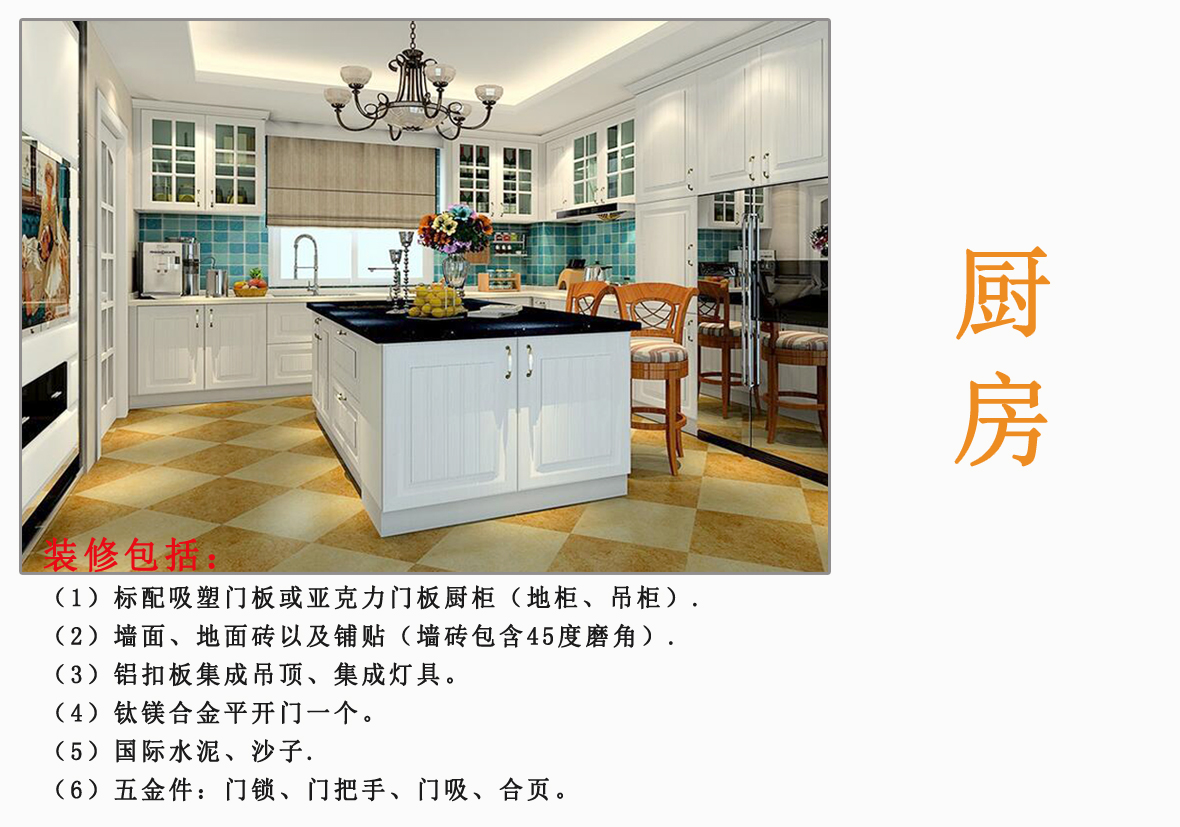 厨
房
装修包括：
（1）标配吸塑门板或亚克力门板厨柜（地柜、吊柜）.
（2）墙面、地面砖以及铺贴（墙砖包含45度磨角）.
（3）铝扣板集成吊顶、集成灯具。
（4）钛镁合金平开门一个。
（5）国际水泥、沙子.
（6）五金件：门锁、门把手、门吸、合页。